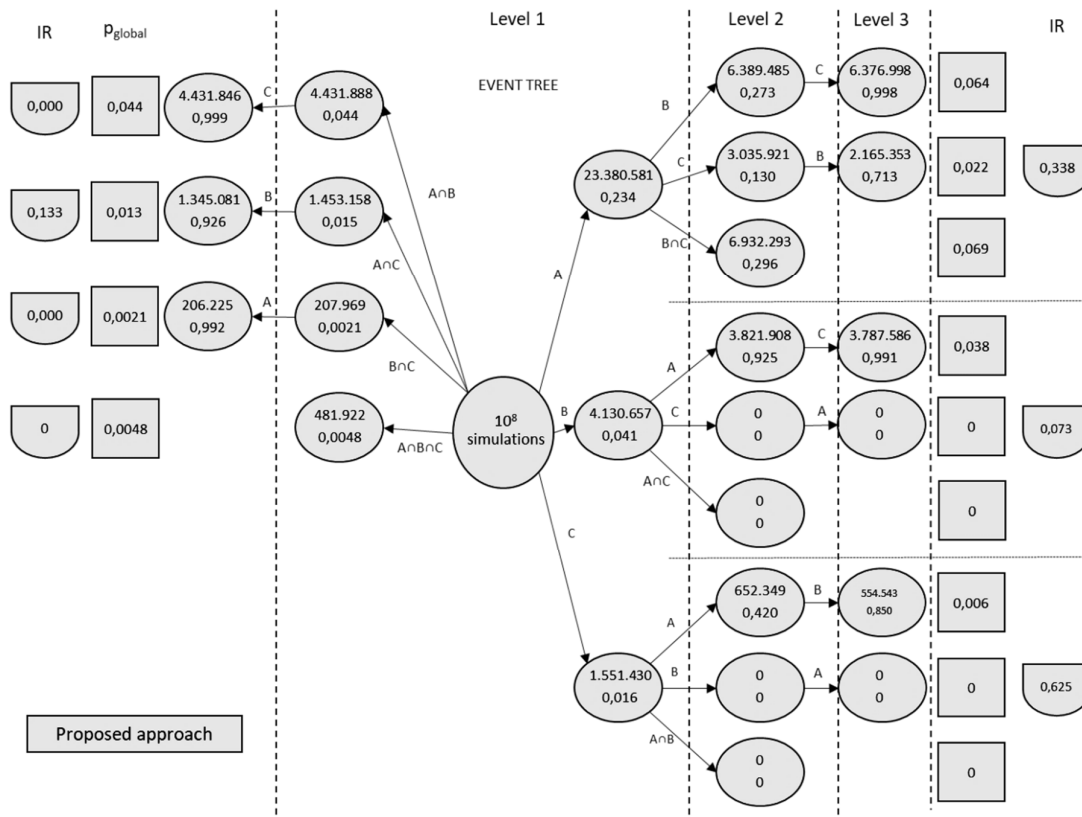 Level 1
Level 2
Level 3
IR
IR
pglobal
EVENT TREE
0,000
0,044
4.431.846
0,999
C
4.431.888
0,044
A∩B
0,133
0,013
1.345.081
0,926
B
1.453.158
0,015
A∩C
0,000
0,0021
206.225
0,992
A
207.969
0,0021
B∩C
0
0,0048
481.922
0,0048
A∩B∩C
10⁸
simulations
A
23.380.581
0,234
B
6.389.485
0,273
C
6.376.998
0,998
0,064
C
3.035.921
0,130
B
2.165.353
0,713
0,022
0,338
B∩C
6.932.293
0,296
0,069
B
4.130.657
0,041
A
3.821.908
0,925
C
3.787.586
0,991
0,038
C
0
0
A
0
0
0
0,073
A∩C
0
0
0
C
1.551.430
0,016
A
652.349
0,420
B
554.543
0,850
0,006
B
0
0
A
0
0
0
0,625
A∩B
0
0
0
Proposed approach